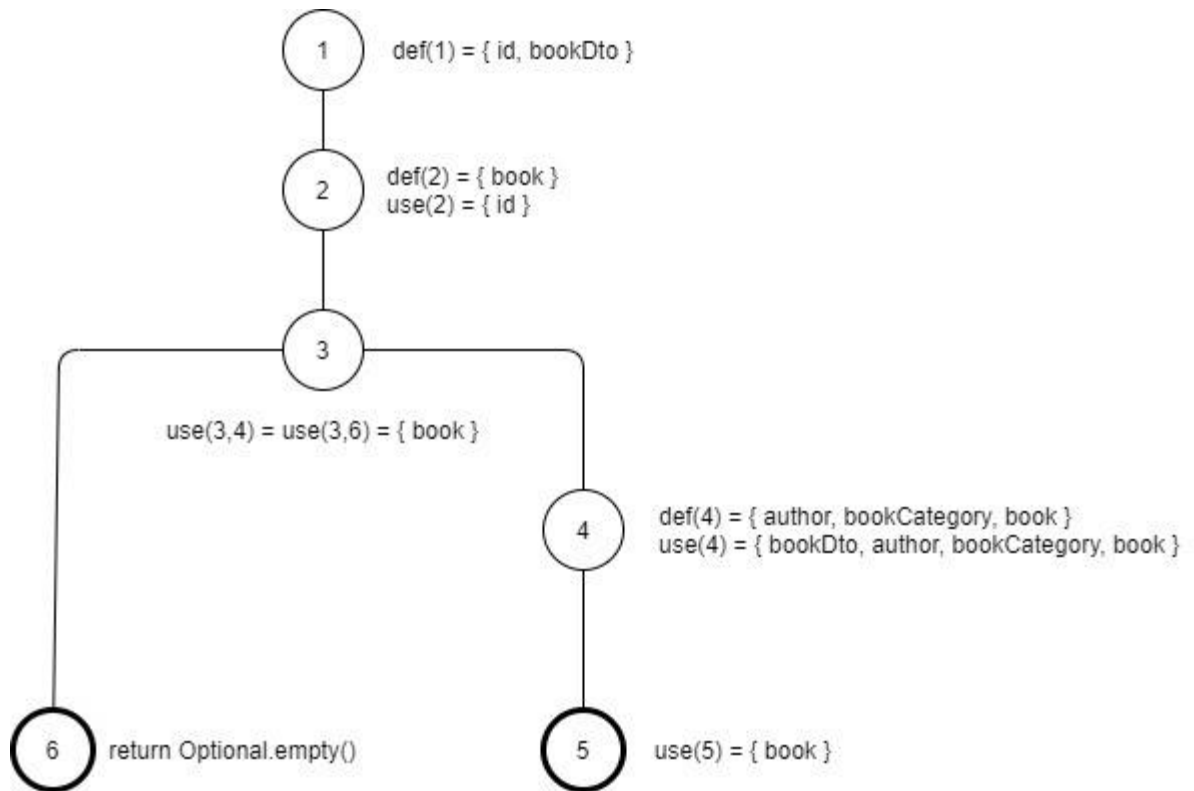 1
def(1) = { id, bookDto }
2
def(2) = { book }
use(2) = { id }
3
use(3,4) = use(3,6) = { book }
4
def(4) = { author, bookCategory, book }
use(4) = { bookDto, author, bookCategory, book }
6
return Optional.empty()
5
use(5) = { book }